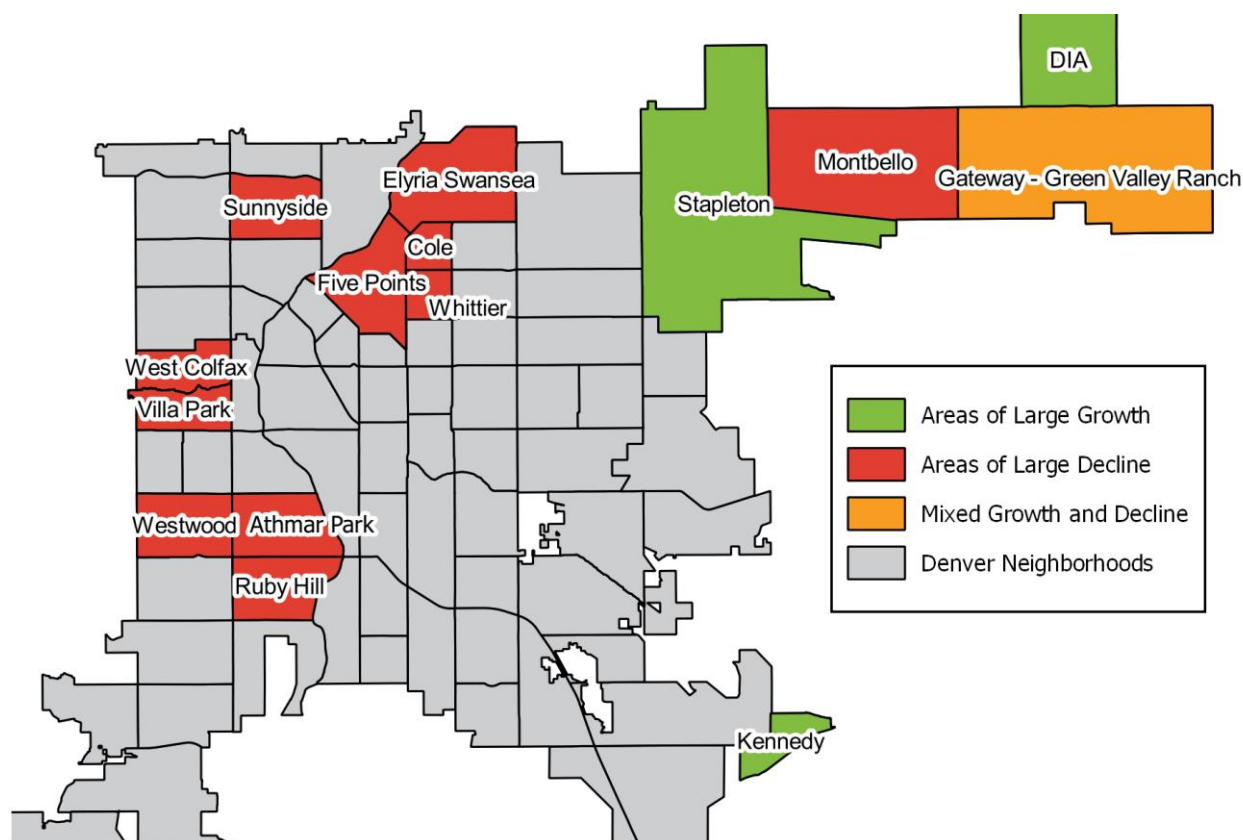 DIA
Montbello
Gateway - Green Valley Ranch
Elyria Swansea
Sunnyside
Stapleton
Cole
Five Points
Whittier
West Colfax
Villa Park
Westwood
Athmar Park
Ruby Hill
Kennedy
Areas of Large Growth
Areas of Large Decline
Mixed Growth and Decline
Denver Neighborhoods